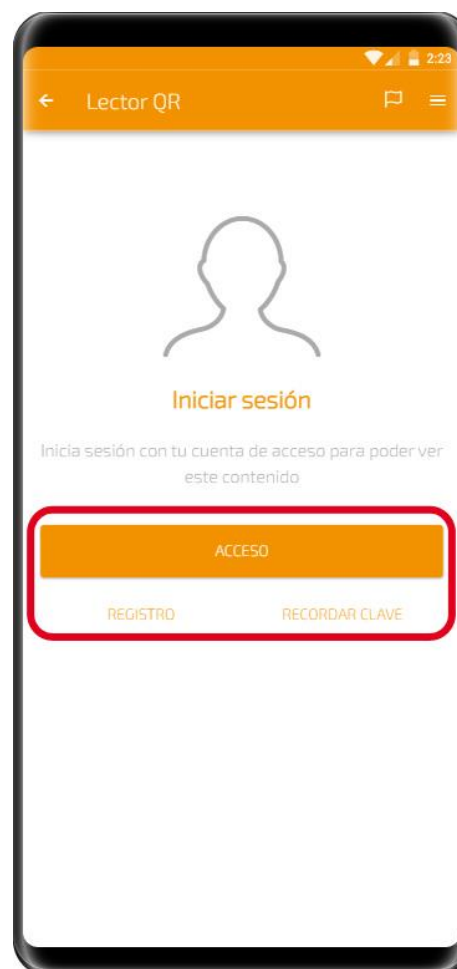 2:23
Lector QR
Iniciar sesión
Inicia sesión con tu cuenta de acceso para poder ver
este contenido
ACCESO
REGISTRO RECORDAR CLAVE